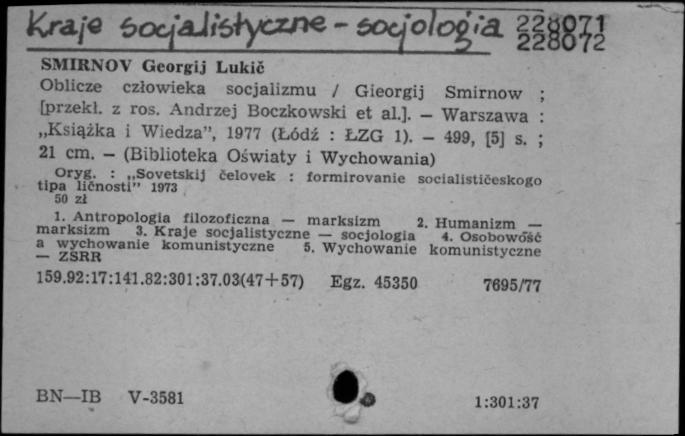 Kraje socjalistyczne - socjologia 228071
228072
SMIRNOV Georgij Lukič
Oblicze człowieka socjalizmu / Gieorgij Smirnow ;
[przekł. z ros. Andrzej Boczkowski et al.]. — Warszawa :
„Książka i Wiedza”, 1977 (Łódź : ŁZG 1). — 499, [5] s. ;
21 cm. — (Biblioteka Oświaty i Wychowania)
Oryg. : „Sovetskij čelovek : formirovanie socialističeskogo
tipa ličnosti” 1973
50 zł
1. Antropologia filozoficzna — marksizm 2. Humanizm —
marksizm 3. Kraje socjalistyczne — socjologia 4. Osobowość
a wychowanie komunistyczne 5. Wychowanie komunistyczne
— ZSRR
159.92:17:141.82:301:37.03(47+57) Egz. 45350 7695/77
BN—IB V-3581 1:301:37